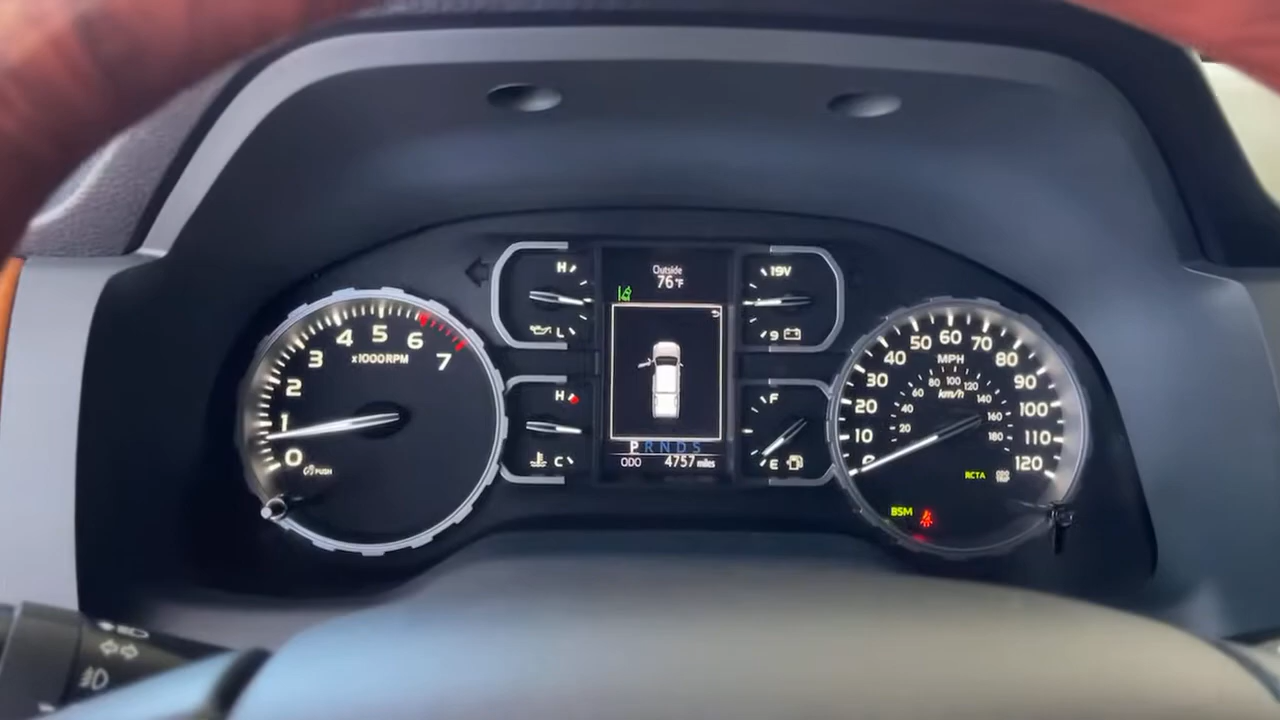 0
1
2
3
4
5
6
7
x1000RPM
PUSH
H
L
H
C
Outside
76°F
P R N D S
ODO 4757 miles
19V
9
F
E
0
10
20
30
40
50
60
70
80
90
100
110
120
MPH
20
40
60
80
100
120
140
160
180
km/h
RCTA
BSM